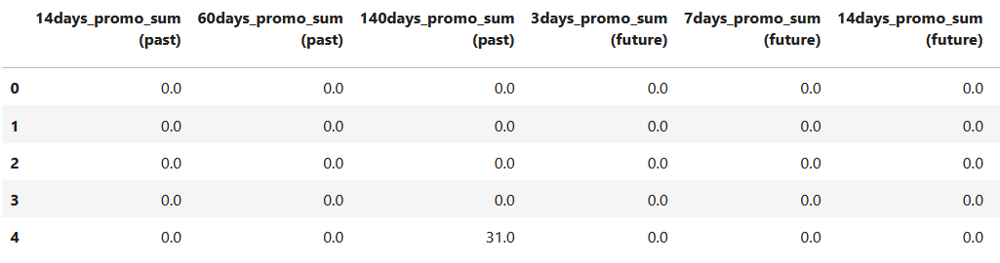 14days_promo_sum 60days_promo_sum 140days_promo_sum 3days_promo_sum 7days_promo_sum 14days_promo_sum
(past) (past) (past) (future) (future) (future)
0 0.0 0.0 0.0 0.0 0.0 0.0
1 0.0 0.0 0.0 0.0 0.0 0.0
2 0.0 0.0 0.0 0.0 0.0 0.0
3 0.0 0.0 0.0 0.0 0.0 0.0
4 0.0 0.0 31.0 0.0 0.0 0.0